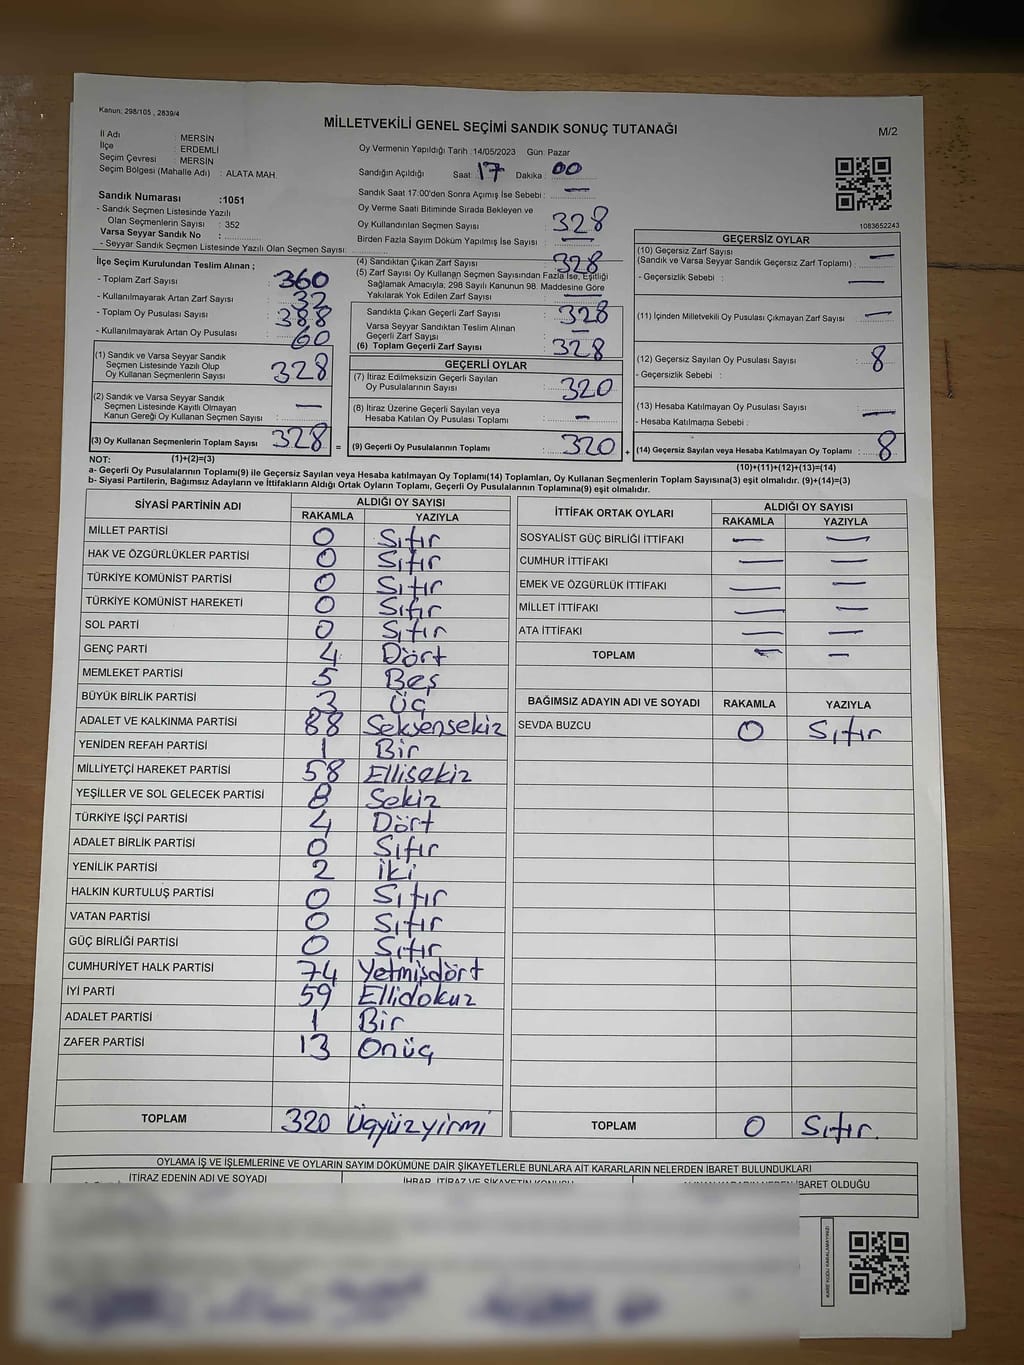 Kanun: 298/105 , 2839/4
MİLLETVEKİLİ GENEL SEÇİMİ SANDIK SONUÇ TUTANAĞI
M/2
İl Adı : MERSİN
İlçe : ERDEMLİ
Seçim Çevresi : MERSİN
Seçim Bölgesi (Mahalle Adı) : ALATA MAH.
Oy Vermenin Yapıldığı Tarih :14/05/2023 Gün: Pazar
Sandığın Açıldığı Saat: 17 Dakika : 00
Sandık Saat 17:00'den Sonra Açımış İse Sebebi : —
Oy Verme Saati Bitiminde Sırada Bekleyen ve
Oy Kullandırılan Seçmen Sayısı : 328
Birden Fazla Sayım Döküm Yapılmış İse Sayısı : —
1083652243
Sandık Numarası :1051
- Sandık Seçmen Listesinde Yazılı
Olan Seçmenlerin Sayısı : 352
Varsa Seyyar Sandık No :
- Seyyar Sandık Seçmen Listesinde Yazılı Olan Seçmen Sayısı:
İlçe Seçim Kurulundan Teslim Alınan ;
- Toplam Zarf Sayısı : 360
- Kullanılmayarak Artan Zarf Sayısı : 32
- Toplam Oy Pusulası Sayısı : 388
- Kullanılmayarak Artan Oy Pusulası : 60
(1) Sandık ve Varsa Seyyar Sandık
Seçmen Listesinde Yazılı Olup
Oy Kullanan Seçmenlerin Sayısı : 328
(2) Sandık ve Varsa Seyyar Sandık
Seçmen Listesinde Kayıtlı Olmayan
Kanun Gereği Oy Kullanan Seçmen Sayısı : —
(3) Oy Kullanan Seçmenlerin Toplam Sayısı : 328
(4) Sandıktan Çıkan Zarf Sayısı : 328
(5) Zarf Sayısı Oy Kullanan Seçmen Sayısından Fazla İse, Eşitliği
Sağlamak Amacıyla; 298 Sayılı Kanunun 98. Maddesine Göre
Yakılarak Yok Edilen Zarf Sayısı : —
Sandıkta Çıkan Geçerli Zarf Sayısı : 328
Varsa Seyyar Sandıktan Teslim Alınan
Geçerli Zarf Sayısı : —
(6) Toplam Geçerli Zarf Sayısı : 328
GEÇERLİ OYLAR
(7) İtiraz Edilmeksizin Geçerli Sayılan
Oy Pusulalarının Sayısı : 320
(8) İtiraz Üzerine Geçerli Sayılan veya
Hesaba Katılan Oy Pusulası Toplamı : —
= (9) Geçerli Oy Pusulalarının Toplamı : 320
GEÇERSİZ OYLAR
(10) Geçersiz Zarf Sayısı
(Sandık ve Varsa Seyyar Sandık Geçersiz Zarf Toplamı) : —
- Geçersizlik Sebebi : —
(11) İçinden Milletvekili Oy Pusulası Çıkmayan Zarf Sayısı : —
(12) Geçersiz Sayılan Oy Pusulası Sayısı : 8
- Geçersizlik Sebebi :
(13) Hesaba Katılmayan Oy Pusulası Sayısı : —
- Hesaba Katılmama Sebebi :
+ (14) Geçersiz Sayılan veya Hesaba Katılmayan Oy Toplamı : 8
NOT: (1)+(2)=(3)
(10)+(11)+(12)+(13)=(14)
a- Geçerli Oy Pusulalarının Toplamı(9) ile Geçersiz Sayılan veya Hesaba katılmayan Oy Toplamı(14) Toplamları, Oy Kullanan Seçmenlerin Toplam Sayısına(3) eşit olmalıdır. (9)+(14)=(3)
b- Siyasi Partilerin, Bağımsız Adayların ve İttifakların Aldığı Ortak Oyların Toplamı, Geçerli Oy Pusulalarının Toplamına(9) eşit olmalıdır.
SİYASİ PARTİNİN ADI ALDIĞI OY SAYISI
RAKAMLA YAZIYLA
MİLLET PARTİSİ 0 Sıfır
HAK VE ÖZGÜRLÜKLER PARTİSİ 0 Sıfır
TÜRKİYE KOMÜNİST PARTİSİ 0 Sıfır
TÜRKİYE KOMÜNİST HAREKETİ 0 Sıfır
SOL PARTİ 0 Sıfır
GENÇ PARTİ 4 Dört
MEMLEKET PARTİSİ 5 Beş
BÜYÜK BİRLİK PARTİSİ 3 Üç
ADALET VE KALKINMA PARTİSİ 88 Seksensekiz
YENİDEN REFAH PARTİSİ 1 Bir
MİLLİYETÇİ HAREKET PARTİSİ 58 Ellisekiz
YEŞİLLER VE SOL GELECEK PARTİSİ 8 Sekiz
TÜRKİYE İŞÇİ PARTİSİ 4 Dört
ADALET BİRLİK PARTİSİ 0 Sıfır
YENİLİK PARTİSİ 2 İki
HALKIN KURTULUŞ PARTİSİ 0 Sıfır
VATAN PARTİSİ 0 Sıfır
GÜÇ BİRLİĞİ PARTİSİ 0 Sıfır
CUMHURİYET HALK PARTİSİ 74 Yetmişdört
İYİ PARTİ 59 Ellidokuz
ADALET PARTİSİ 1 Bir
ZAFER PARTİSİ 13 Onüç
TOPLAM 320 Üçyüzyirmi
İTTİFAK ORTAK OYLARI ALDIĞI OY SAYISI
RAKAMLA YAZIYLA
SOSYALİST GÜÇ BİRLİĞİ İTTİFAKI — —
CUMHUR İTTİFAKI — —
EMEK VE ÖZGÜRLÜK İTTİFAKI — —
MİLLET İTTİFAKI — —
ATA İTTİFAKI — —
TOPLAM — —
BAĞIMSIZ ADAYIN ADI VE SOYADI RAKAMLA YAZIYLA
SEVDA BUZCU 0 Sıfır
TOPLAM 0 Sıfır.
OYLAMA İŞ VE İŞLEMLERİNE VE OYLARIN SAYIM DÖKÜMÜNE DAİR ŞİKAYETLERLE BUNLARA AİT KARARLARIN NELERDEN İBARET BULUNDUKLARI
İTİRAZ EDENİN ADI VE SOYADI İHBAR, İTİRAZ VE ŞİKAYETİN KONUSU ALINAN KARARIN NEDEN İBARET OLDUĞU
KARE KODU KARALAMAYINIZ!